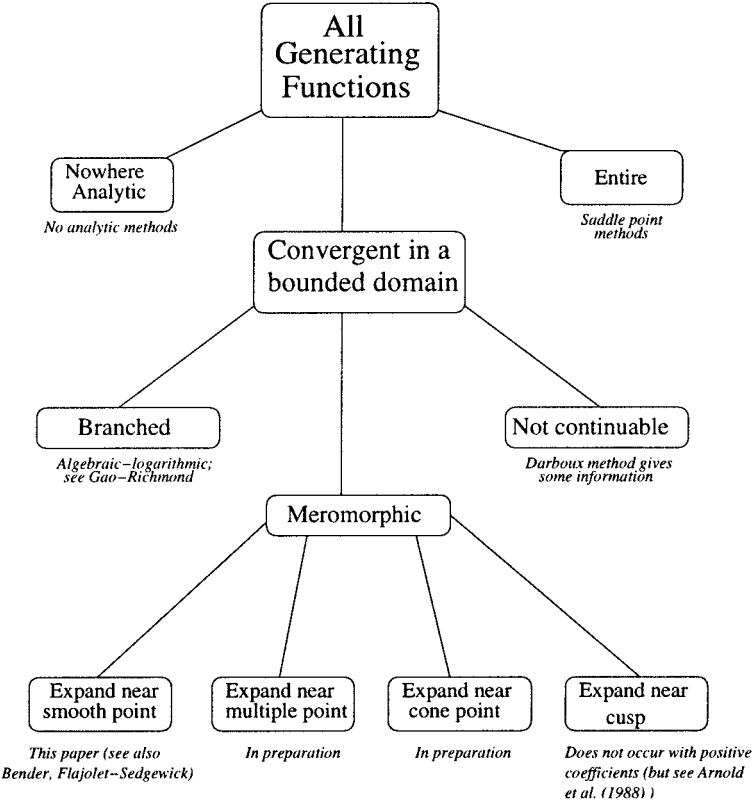 All
Generating
Functions
Nowhere
Analytic
No analytic methods
Entire
Saddle point
methods
Convergent in a
bounded domain
Branched
Algebraic-logarithmic;
see Gao-Richmond
Not continuable
Darboux method gives
some information
Meromorphic
Expand near
smooth point
This paper (see also
Bender, Flajolet-Sedgewick)
Expand near
multiple point
In preparation
Expand near
cone point
In preparation
Expand near
cusp
Does not occur with positive
coefficients (but see Arnold
et al. (1988) )